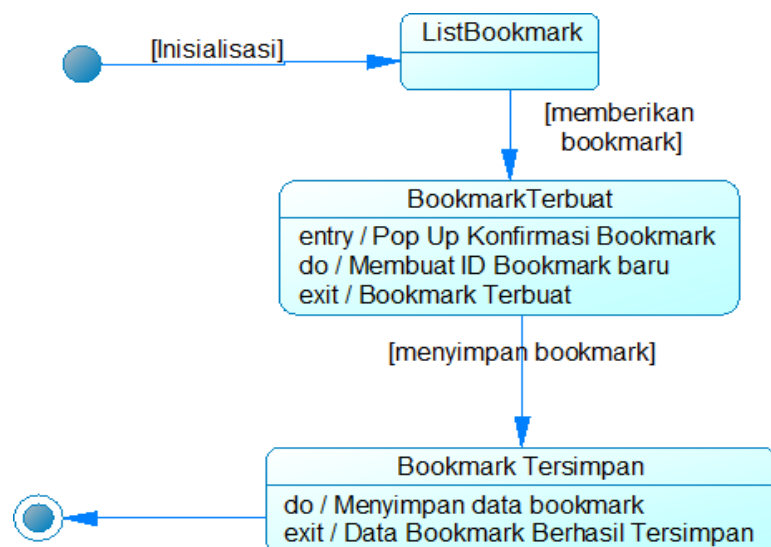 [Inisialisasi]
ListBookmark
[memberikan
bookmark]
BookmarkTerbuat
entry / Pop Up Konfirmasi Bookmark
do / Membuat ID Bookmark baru
exit / Bookmark Terbuat
[menyimpan bookmark]
Bookmark Tersimpan
do / Menyimpan data bookmark
exit / Data Bookmark Berhasil Tersimpan